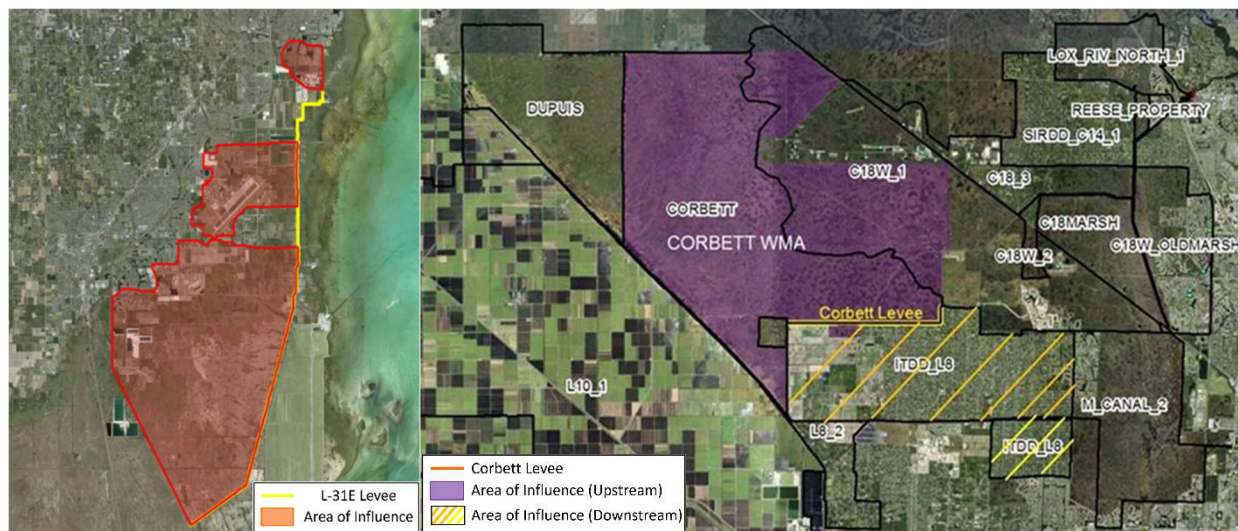 L-31E Levee
Area of Influence
DUPUIS
LOX_RIV_NORTH_1
REESE_PROPERTY
SIRDD_C14_1
C18W_1
C18_3
CORBETT
CORBETT WMA
C18MARSH
C18W_OLDMARSH
C18W_2
Corbett Levee
ITDD_L8
L10_1
M_CANAL_2
L8_2
ITDD_L8
Corbett Levee
Area of Influence (Upstream)
Area of Influence (Downstream)